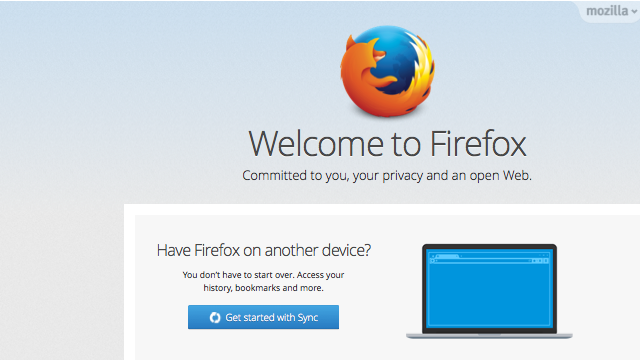 mozilla
Welcome to Firefox
Committed to you, your privacy and an open Web.
Have Firefox on another device?
You don't have to start over. Access your
history, bookmarks and more.
Get started with Sync